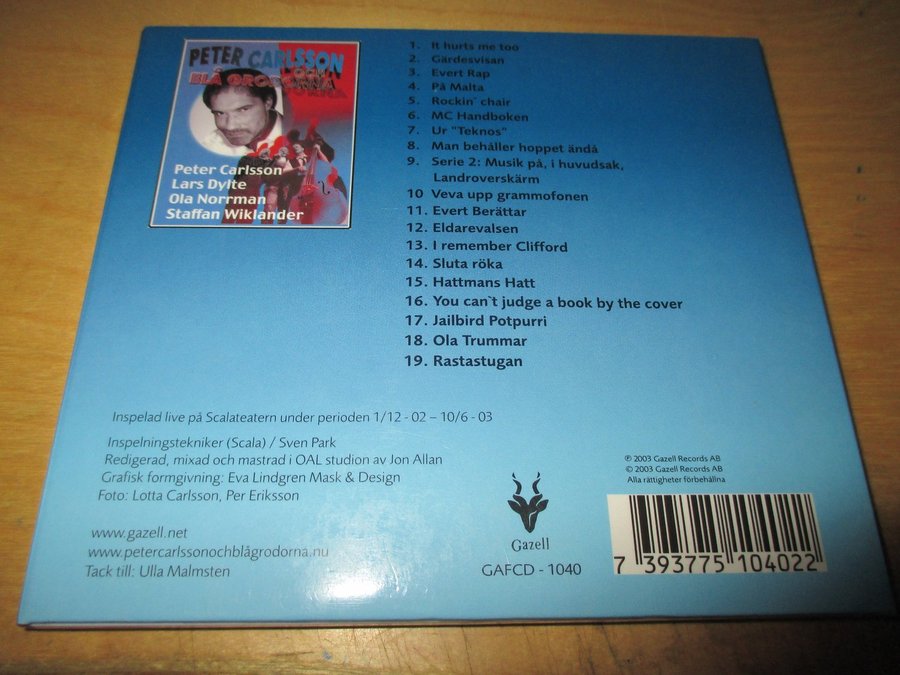 PETER CARLSSON
BLÅ GRODORNA
Peter Carlsson
Lars Dylte
Ola Norrman
Staffan Wiklander
1. It hurts me too
2. Gärdesvisan
3. Evert Rap
4. På Malta
5. Rockin' chair
6. MC Handboken
7. Ur "Teknos"
8. Man behåller hoppet ändå
9. Serie 2: Musik på, i huvudsak,
Landroverskärm
10 Veva upp grammofonen
11. Evert Berättar
12. Eldarevalsen
13. I remember Clifford
14. Sluta röka
15. Hattmans Hatt
16. You can`t judge a book by the cover
17. Jailbird Potpurri
18. Ola Trummar
19. Rastastugan
Inspelad live på Scalateatern under perioden 1/12 - 02 – 10/6 - 03
Inspelningstekniker (Scala) / Sven Park
Redigerad, mixad och mastrad i OAL studion av Jon Allan
Grafisk formgivning: Eva Lindgren Mask & Design
Foto: Lotta Carlsson, Per Eriksson
www.gazell.net
www.petercarlssonochblågrodorna.nu
Tack till: Ulla Malmsten
Gazell
GAFCD - 1040
℗ 2003 Gazell Records AB
© 2003 Gazell Records AB
Alla rättigheter förbehållna
7 393775 104022